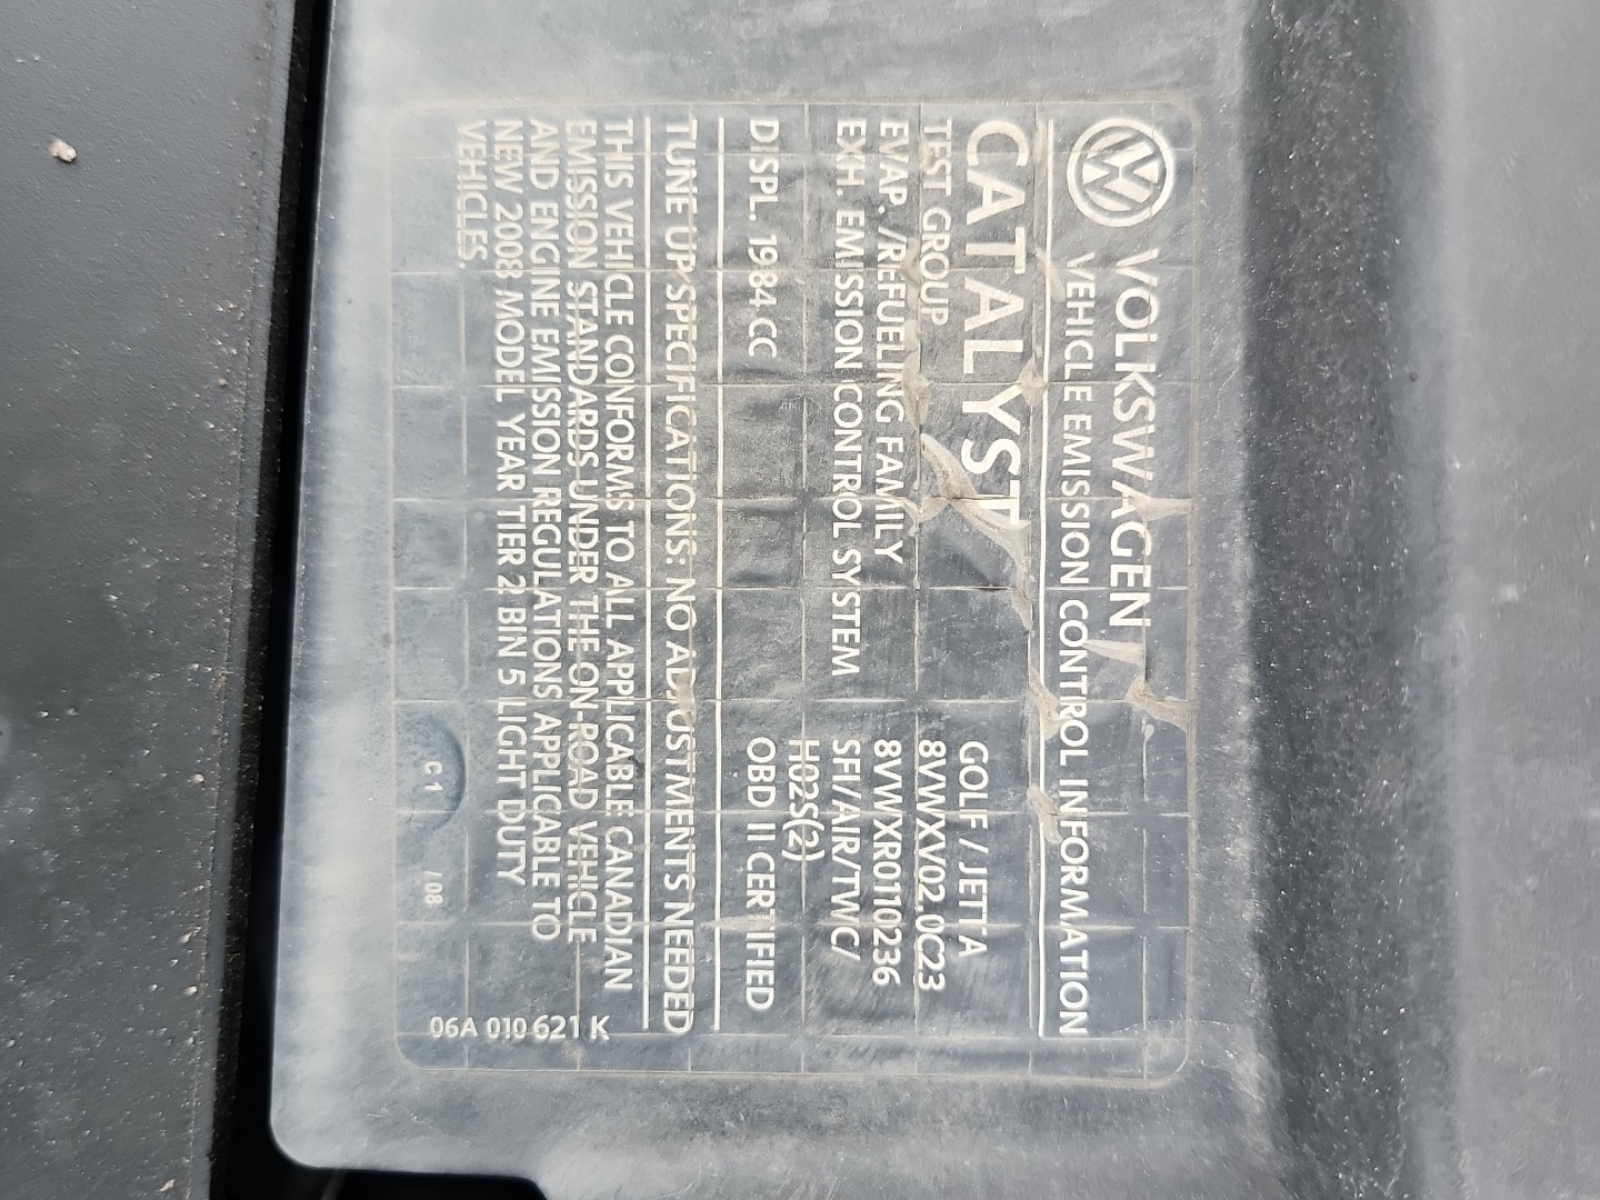 VOLKSWAGEN
VEHICLE EMISSION CONTROL INFORMATION
CATALYST GOLF / JETTA
TEST GROUP 8VWXV02.0C23
EVAP./REFUELING FAMILY 8VWXR0110236
EXH. EMISSION CONTROL SYSTEM SFI/AIR/TWC/
H02S(2)
DISPL. 1984 CC OBD II CERTIFIED
TUNE UP SPECIFICATIONS: NO ADJUSTMENTS NEEDED
THIS VEHICLE CONFORMS TO ALL APPLICABLE CANADIAN
EMISSION STANDARDS UNDER THE ON-ROAD VEHICLE
AND ENGINE EMISSION REGULATIONS APPLICABLE TO
NEW 2008 MODEL YEAR TIER 2 BIN 5 LIGHT DUTY
VEHICLES.
C1 /08
06A 010 621 K